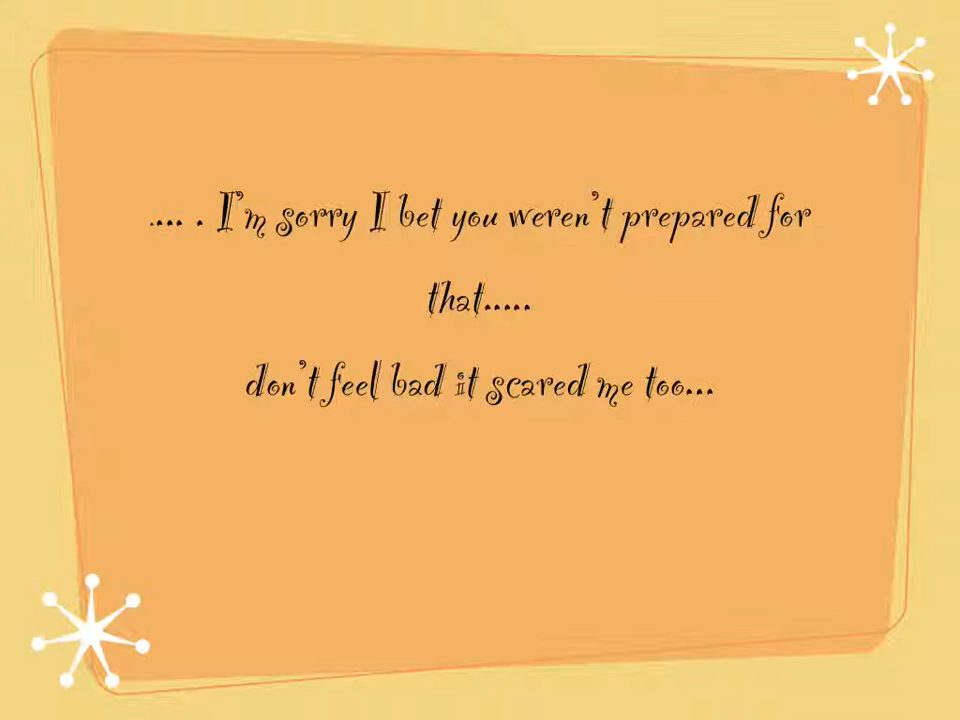 .... . I'm sorry I bet you weren't prepared for
that.....
don't feel bad it scared me too...